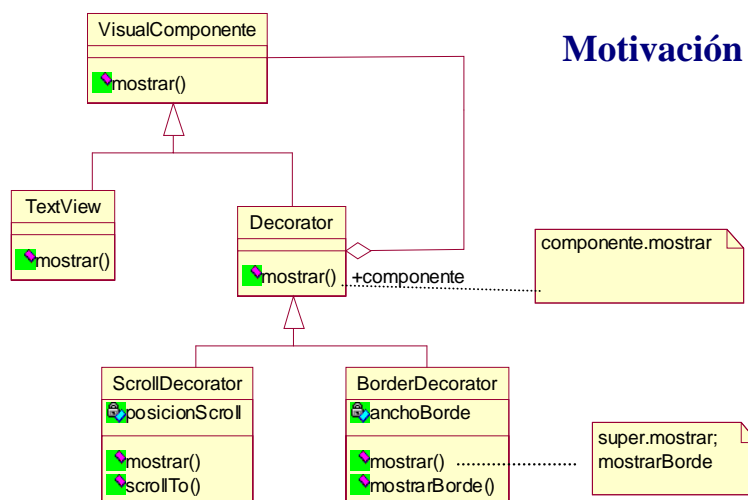 VisualComponente
Motivación
mostrar()
TextView
Decorator
mostrar()
mostrar()
+componente
componente.mostrar
ScrollDecorator
BorderDecorator
posicionScroll
anchoBorde
mostrar()
mostrar()
super.mostrar;
mostrarBorde
scrollTo()
mostrarBorde()